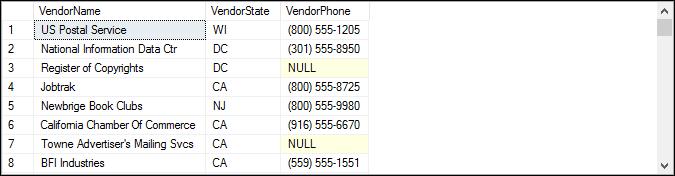 VendorName VendorState VendorPhone
1 US Postal Service WI (800) 555-1205
2 National Information Data Ctr DC (301) 555-8950
3 Register of Copyrights DC NULL
4 Jobtrak CA (800) 555-8725
5 Newbrige Book Clubs NJ (800) 555-9980
6 California Chamber Of Commerce CA (916) 555-6670
7 Towne Advertiser's Mailing Svcs CA NULL
8 BFI Industries CA (559) 555-1551